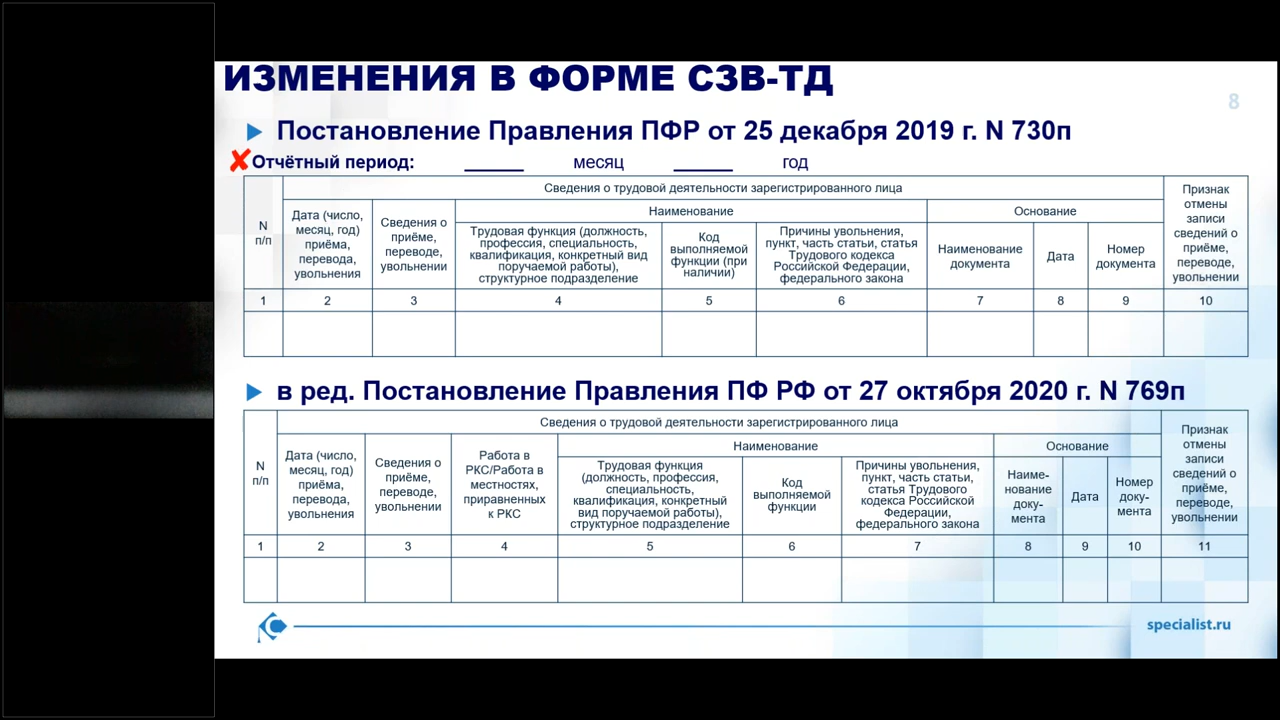 ИЗМЕНЕНИЯ В ФОРМЕ СЗВ-ТД
8
Постановление Правления ПФР от 25 декабря 2019 г. N 730п
Отчётный период: ______ месяц ______ год
Сведения о трудовой деятельности зарегистрированного лица
N
п/п
Дата (число,
месяц, год)
приёма,
перевода,
увольнения
Сведения о
приёме,
переводе,
увольнении
Наименование
Трудовая функция (должность,
профессия, специальность,
квалификация, конкретный вид
поручаемой работы),
структурное подразделение
Код
выполняемой
функции (при
наличии)
Причины увольнения,
пункт, часть статьи, статья
Трудового кодекса
Российской Федерации,
федерального закона
Основание
Наименование
документа
Дата
Номер
документа
Признак
отмены
записи
сведений о
приёме,
переводе,
увольнении
1 2 3 4 5 6 7 8 9 10
в ред. Постановление Правления ПФ РФ от 27 октября 2020 г. N 769п
Сведения о трудовой деятельности зарегистрированного лица
N
п/п
Дата (число,
месяц, год)
приёма,
перевода,
увольнения
Сведения о
приёме,
переводе,
увольнении
Работа в
РКС/Работа в
местностях,
приравненных
к РКС
Наименование
Трудовая функция
(должность, профессия,
специальность,
квалификация, конкретный
вид поручаемой работы),
структурное подразделение
Код
выполняемой
функции
Причины увольнения,
пункт, часть статьи,
статья Трудового
кодекса Российской
Федерации,
федерального закона
Основание
Наиме-
нование
доку-
мента
Дата
Номер
доку-
мента
Признак
отмены
записи
сведений о
приёме,
переводе,
увольнении
1 2 3 4 5 6 7 8 9 10 11
specialist.ru